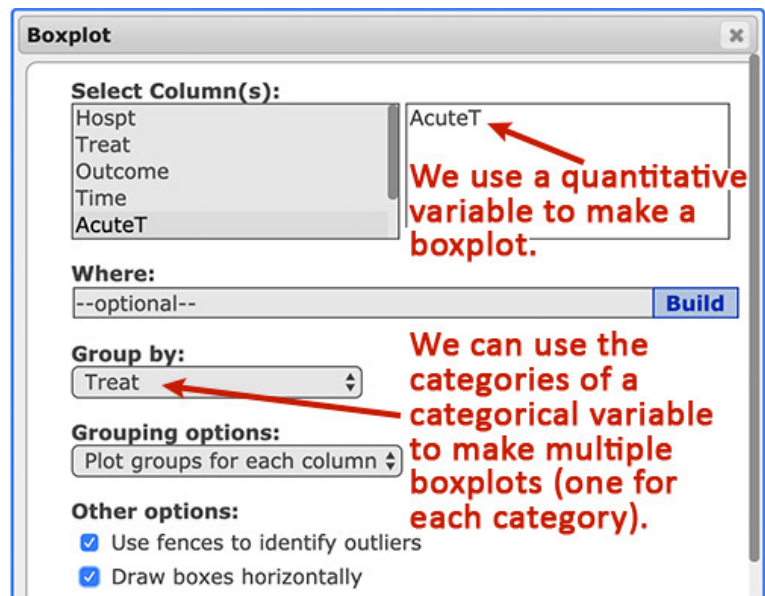 Boxplot
Select Column(s):
Hospt
Treat
Outcome
Time
AcuteT
AcuteT
We use a quantitative
variable to make a
boxplot.
Where:
--optional--
Build
Group by:
Treat
We can use the
categories of a
categorical variable
to make multiple
boxplots (one for
each category).
Grouping options:
Plot groups for each column
Other options:
Use fences to identify outliers
Draw boxes horizontally